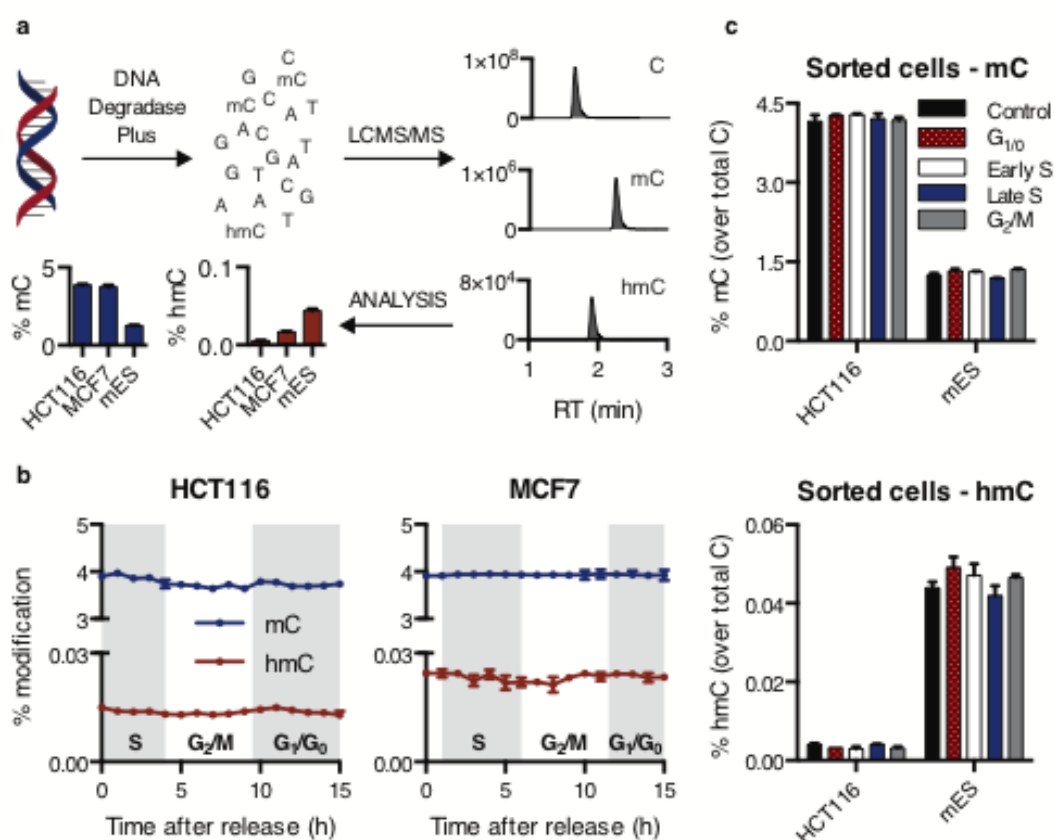 a
DNA
Degradase
Plus
C
G
mC
mC
C
A
T
A
C
G
T
G
A
T
G
T
C
A
A
G
T
hmC
LCMS/MS
1×10⁸
C
0
1×10⁶
mC
0
8×10⁴
hmC
0
1
2
3
RT (min)
ANALYSIS
% mC
5
0
HCT116
MCF7
mES
% hmC
0.1
0.0
HCT116
MCF7
mES
b
HCT116
% modification
5
4
3
mC
hmC
0.03
0.00
S
G₂/M
G₁/G₀
0
5
10
15
Time after release (h)
MCF7
5
4
3
0.03
0.00
S
G₂/M
G₁/G₀
0
5
10
15
Time after release (h)
c
Sorted cells - mC
% mC (over total C)
4.5
3.0
1.5
0.0
Control
G₁/₀
Early S
Late S
G₂/M
HCT116
mES
Sorted cells - hmC
% hmC (over total C)
0.06
0.04
0.02
0.00
HCT116
mES